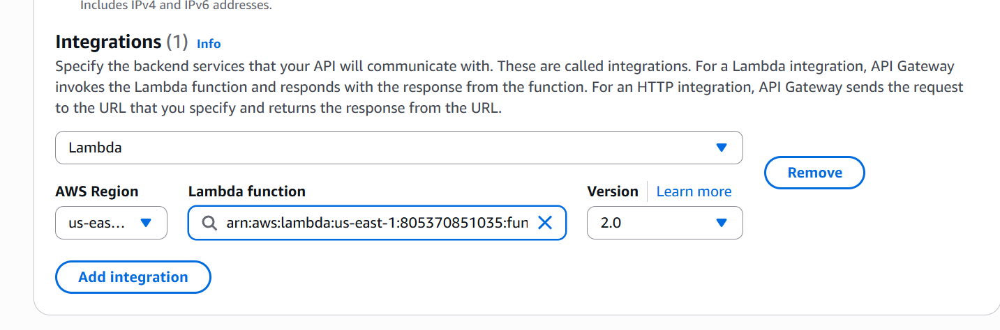 Includes IPv4 and IPv6 addresses.
Integrations (1) Info
Specify the backend services that your API will communicate with. These are called integrations. For a Lambda integration, API Gateway
invokes the Lambda function and responds with the response from the function. For an HTTP integration, API Gateway sends the request
to the URL that you specify and returns the response from the URL.
Lambda
Remove
AWS Region Lambda function Version Learn more
us-eas... arn:aws:lambda:us-east-1:805370851035:fun 2.0
Add integration